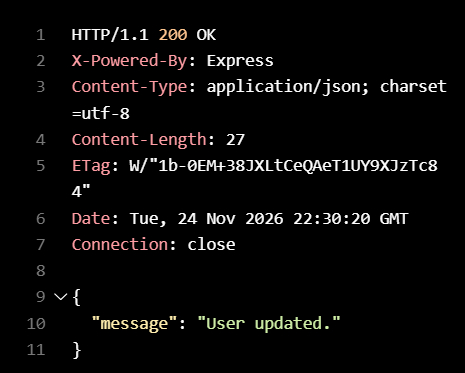 1 HTTP/1.1 200 OK
2 X-Powered-By: Express
3 Content-Type: application/json; charset
=utf-8
4 Content-Length: 27
5 ETag: W/"1b-0EM+38JXLtCeQAeT1UY9XJzTc8
4"
6 Date: Tue, 24 Nov 2026 22:30:20 GMT
7 Connection: close
8
9 {
10 "message": "User updated."
11 }